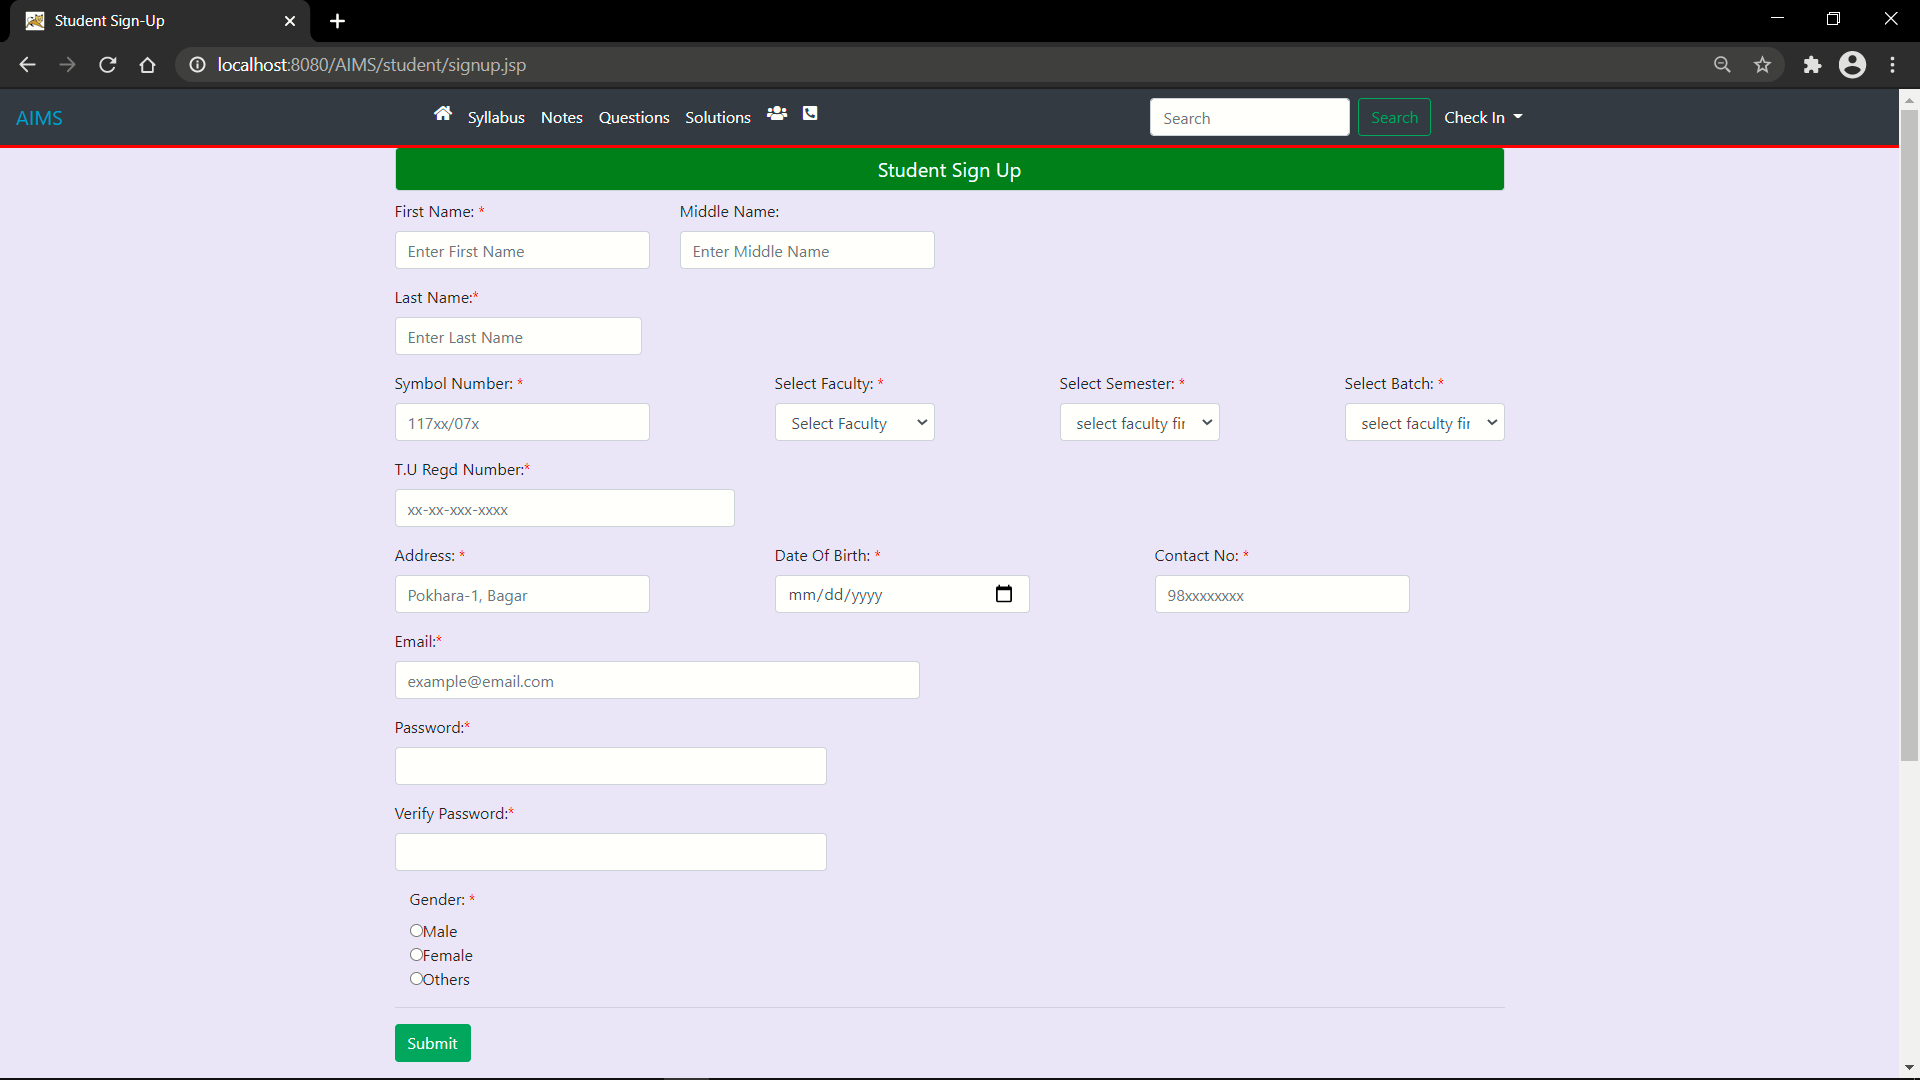 Student Sign-Up
localhost:8080/AIMS/student/signup.jsp
AIMS Syllabus Notes Questions Solutions Search Search Check In
Student Sign Up
First Name: * Middle Name:
Enter First Name Enter Middle Name
Last Name:*
Enter Last Name
Symbol Number: * Select Faculty: * Select Semester: * Select Batch: *
117xx/07x Select Faculty select faculty fir select faculty fir
T.U Regd Number:*
xx-xx-xxx-xxxx
Address: * Date Of Birth: * Contact No: *
Pokhara-1, Bagar mm/dd/yyyy 98xxxxxxxx
Email:*
example@email.com
Password:*
Verify Password:*
Gender: *
Male
Female
Others
Submit